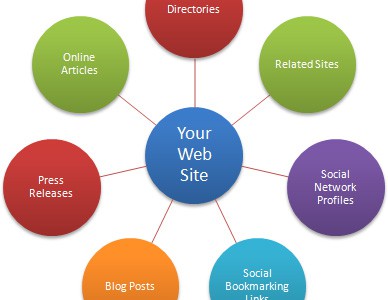 Directories
Online
Articles
Related Sites
Your
Web
Site
Press
Releases
Social
Network
Profiles
Blog Posts
Social
Bookmarking
Links